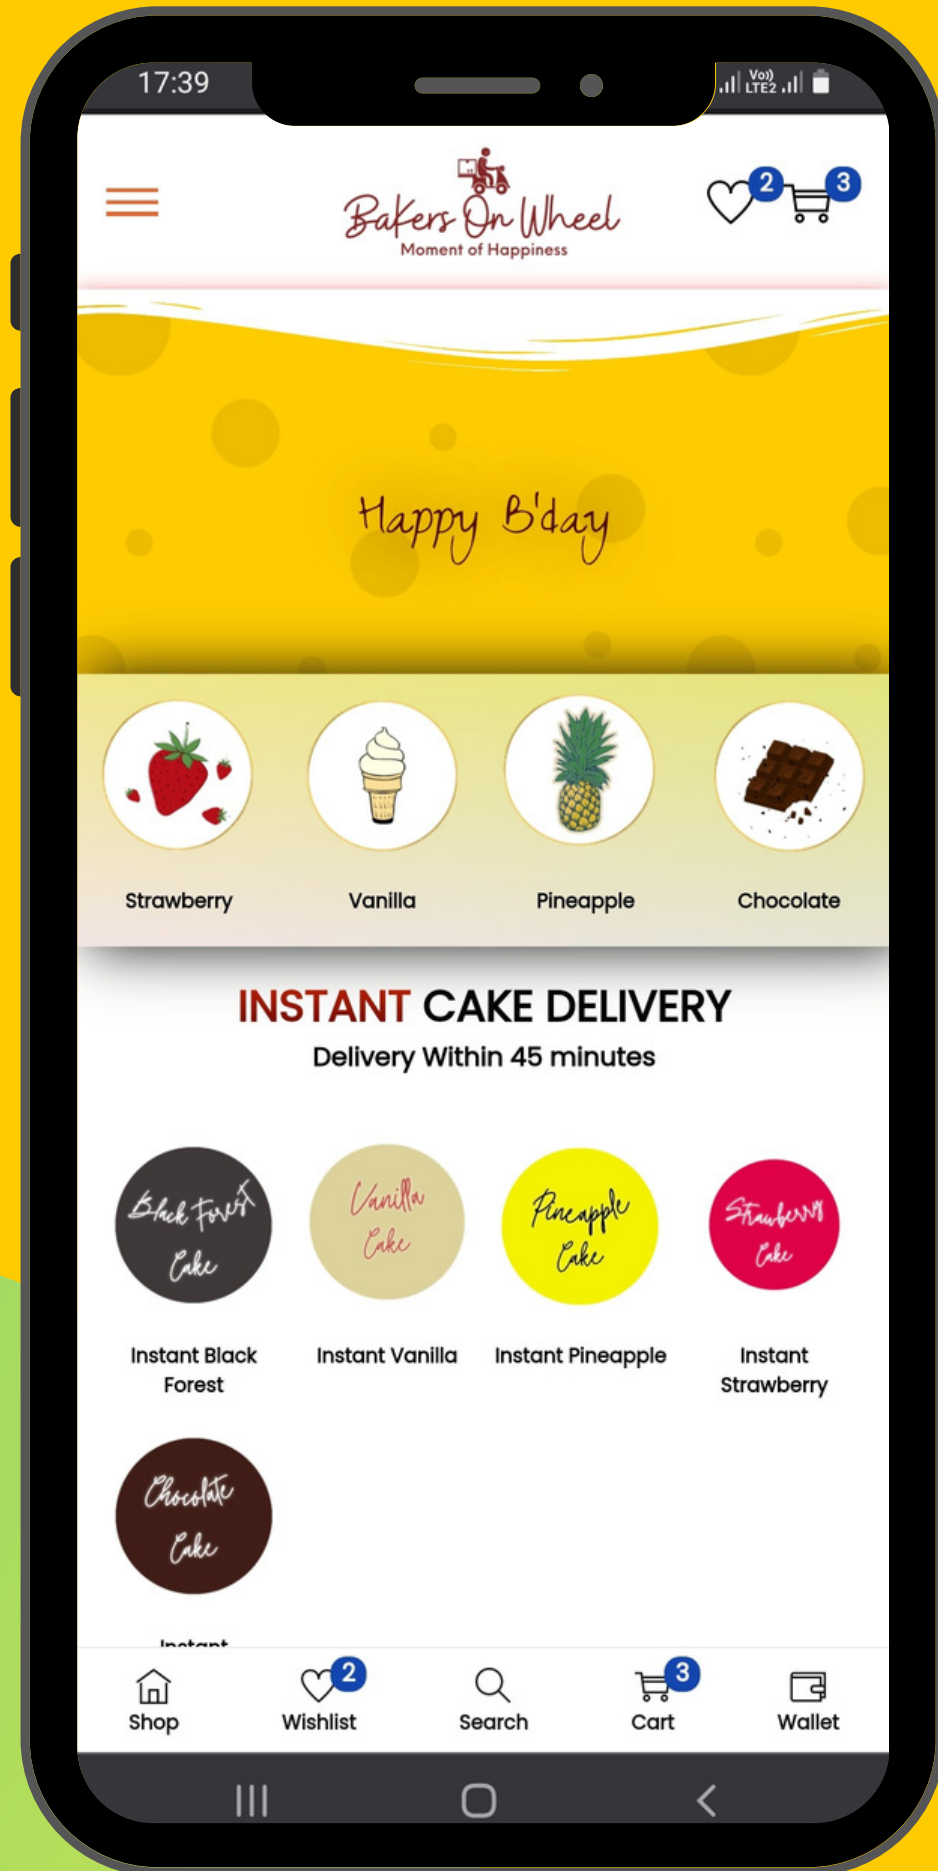 17:39
Vo))
LTE2
Bakers On Wheel
Moment of Happiness
2
3
Happy B'day
Strawberry
Vanilla
Pineapple
Chocolate
INSTANT CAKE DELIVERY
Delivery Within 45 minutes
Black Forest
Cake
Vanilla
Cake
Pineapple
Cake
Strawberry
Cake
Instant Black
Forest
Instant Vanilla
Instant Pineapple
Instant
Strawberry
Chocolate
Cake
Instant
Shop
2
Wishlist
Search
3
Cart
Wallet